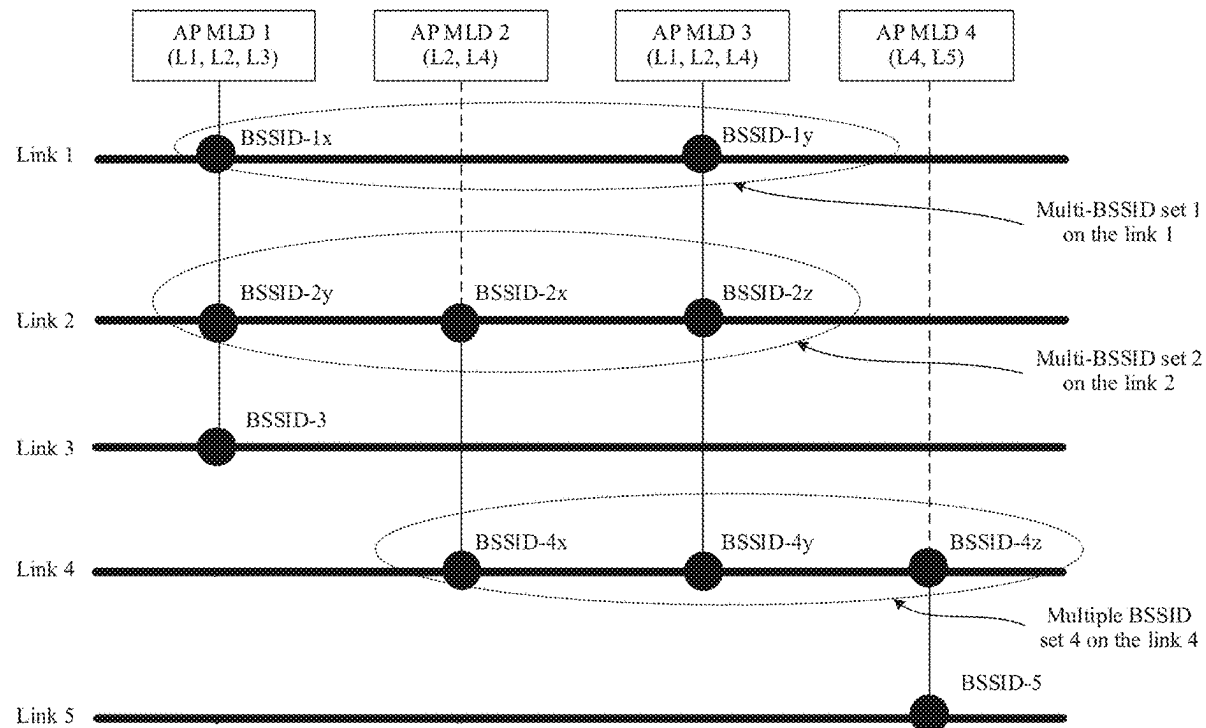 AP MLD 1
(L1, L2, L3)
AP MLD 2
(L2, L4)
AP MLD 3
(L1, L2, L4)
AP MLD 4
(L4, L5)
BSSID-1x
BSSID-1y
Link 1
Multi-BSSID set 1
on the link 1
BSSID-2y
BSSID-2x
BSSID-2z
Link 2
Multi-BSSID set 2
on the link 2
BSSID-3
Link 3
BSSID-4x
BSSID-4y
BSSID-4z
Link 4
Multiple BSSID
set 4 on the link 4
BSSID-5
Link 5